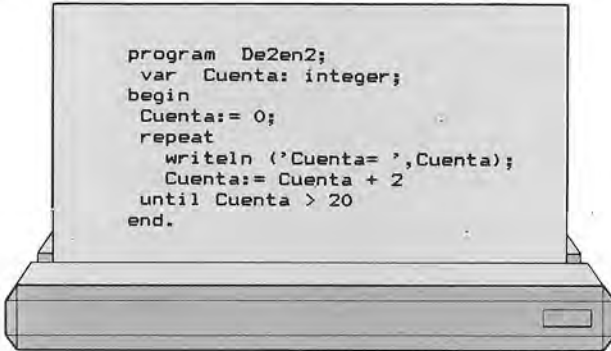 program De2en2;
var Cuenta: integer;
begin
Cuenta:= 0;
repeat
writeln ('Cuenta= ',Cuenta);
Cuenta:= Cuenta + 2
until Cuenta > 20
end.